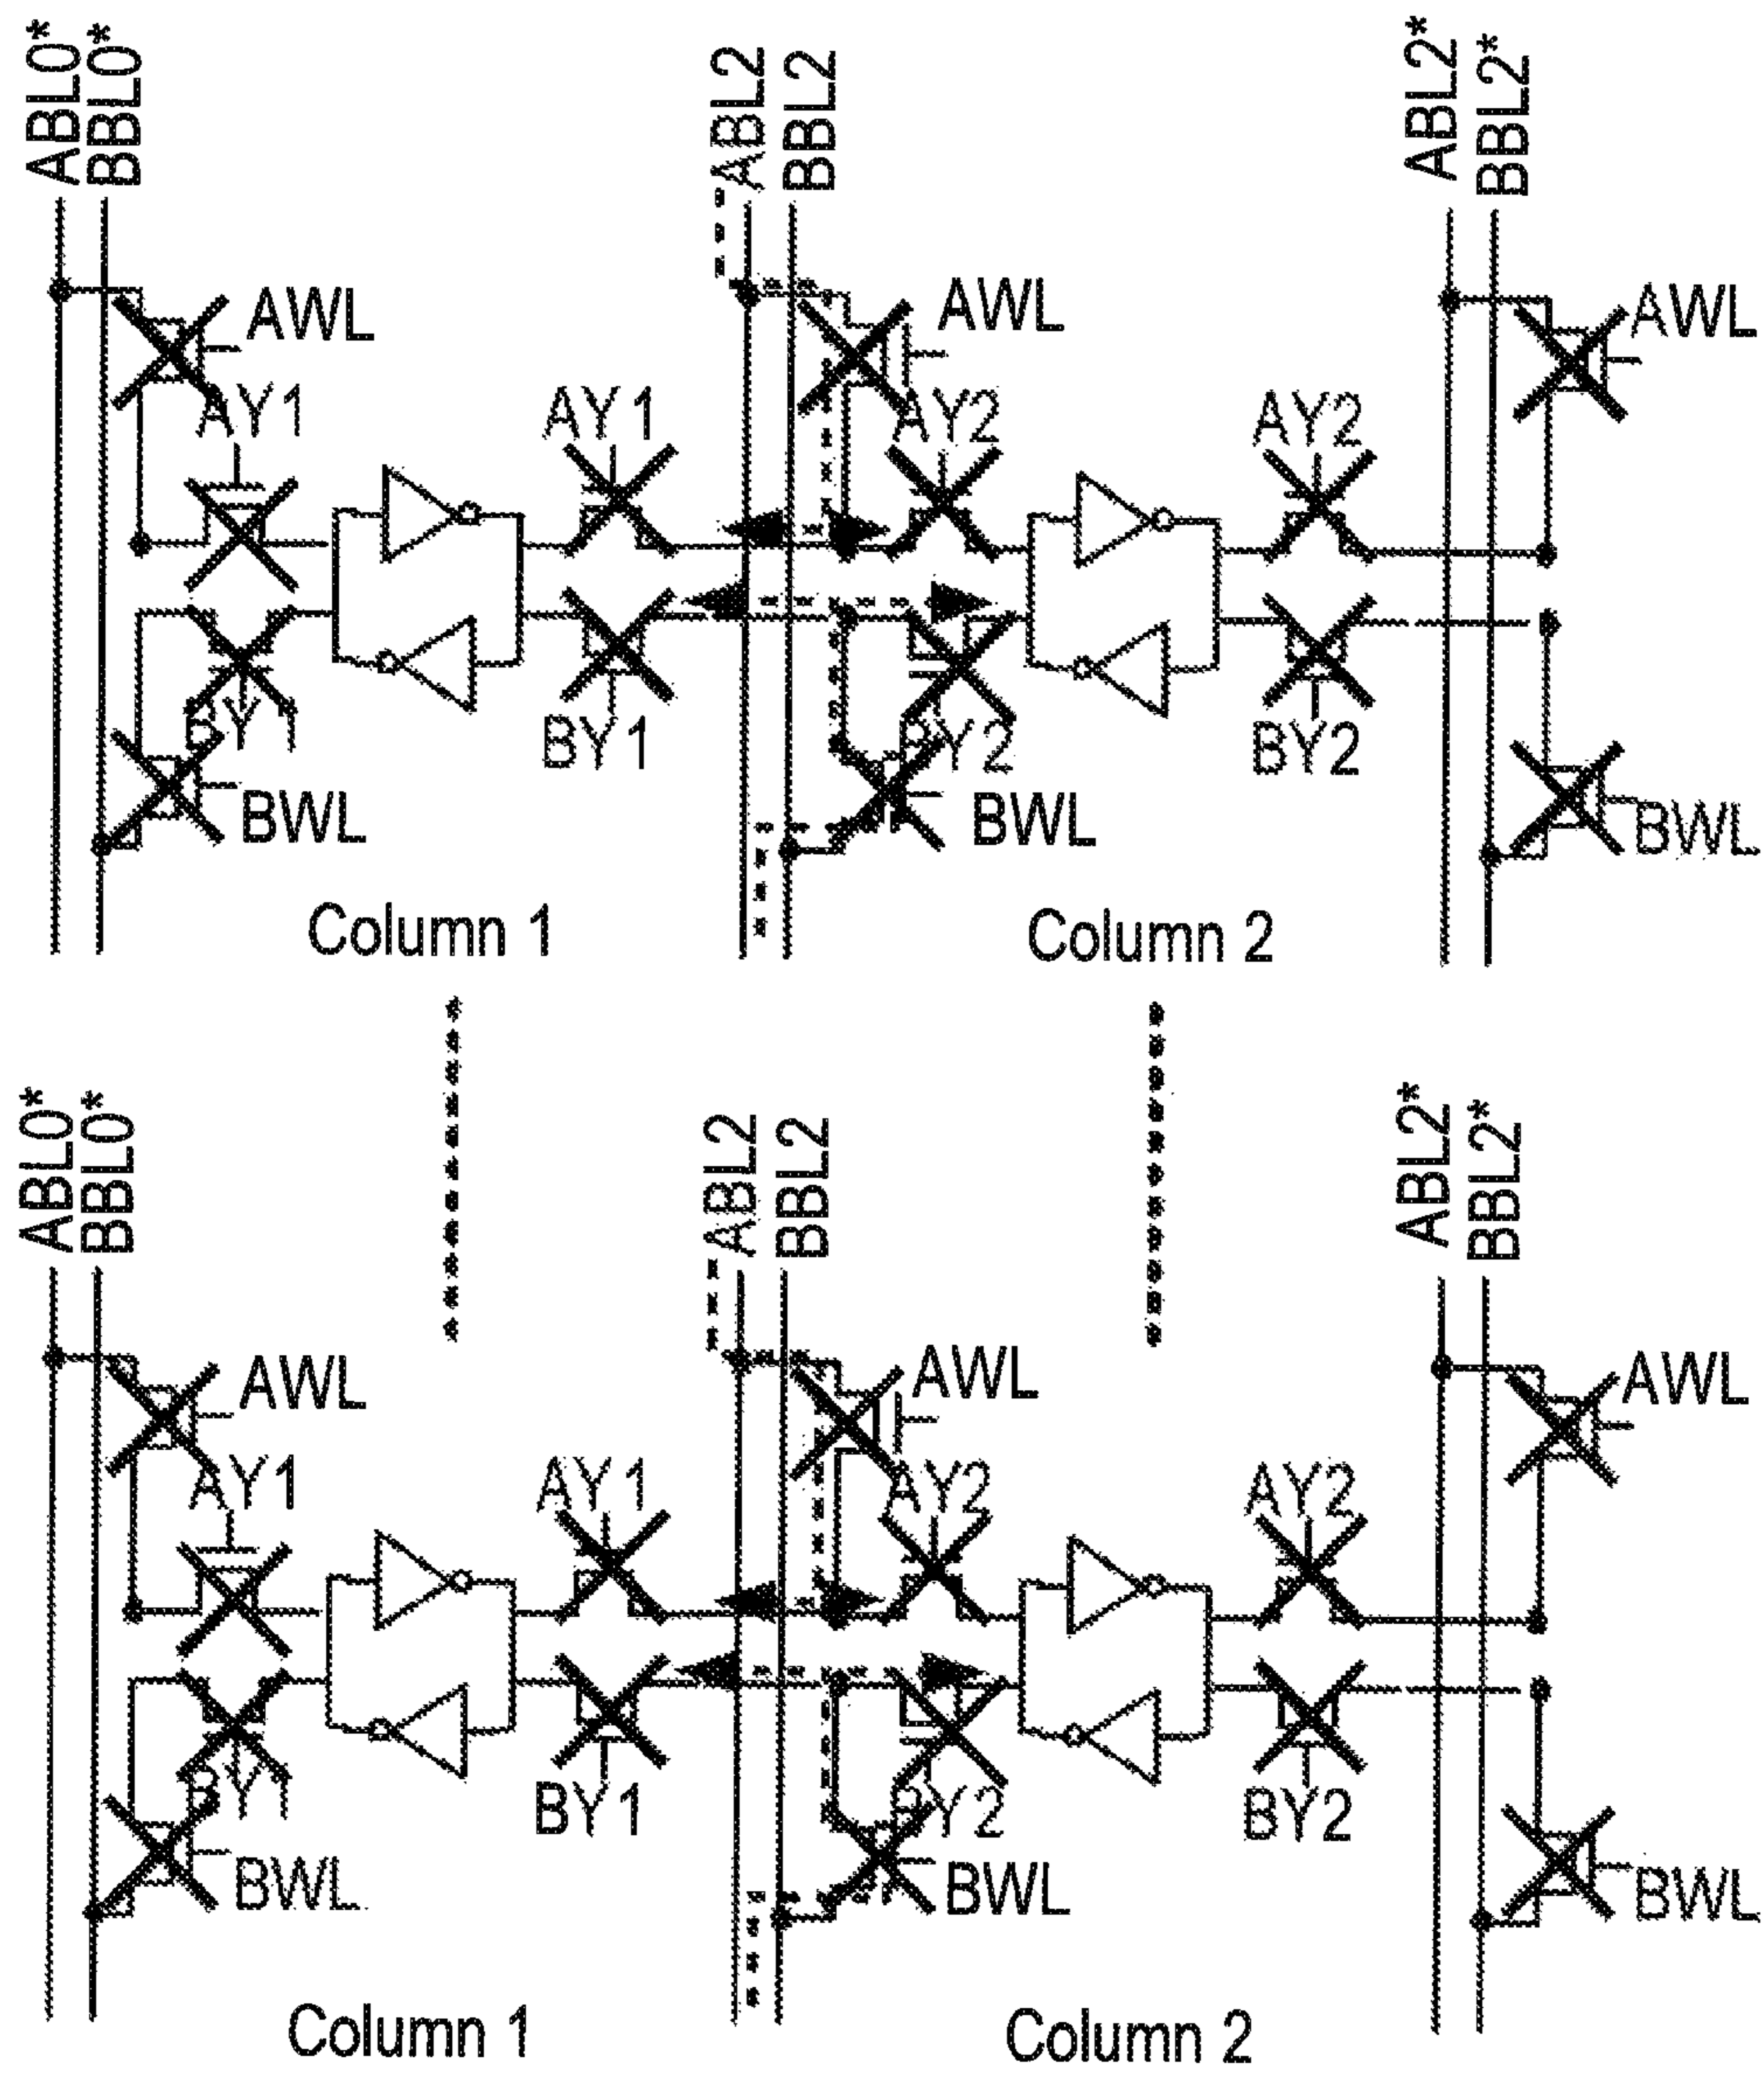 ABL0*
BBL0*
ABL2
BBL2
ABL2*
BBL2*
AWL
AWL
AWL
AY1
AY1
AY2
AY2
BY1
BY1
BY2
BY2
BWL
BWL
BWL
Column 1
Column 2
ABL0*
BBL0*
ABL2
BBL2
ABL2*
BBL2*
AWL
AWL
AWL
AY1
AY1
AY2
AY2
BY1
BY1
BY2
BY2
BWL
BWL
BWL
Column 1
Column 2